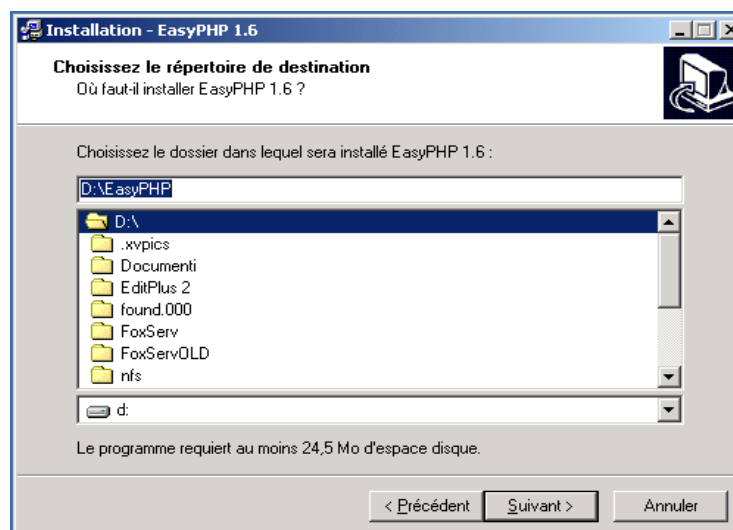 Installation - EasyPHP 1.6
Choisissez le répertoire de destination
Où faut-il installer EasyPHP 1.6 ?
Choisissez le dossier dans lequel sera installé EasyPHP 1.6 :
D:\EasyPHP
D:\
.xvpics
Documenti
EditPlus 2
found.000
FoxServ
FoxServOLD
nfs
d:
Le programme requiert au moins 24,5 Mo d'espace disque.
< Précédent Suivant > Annuler